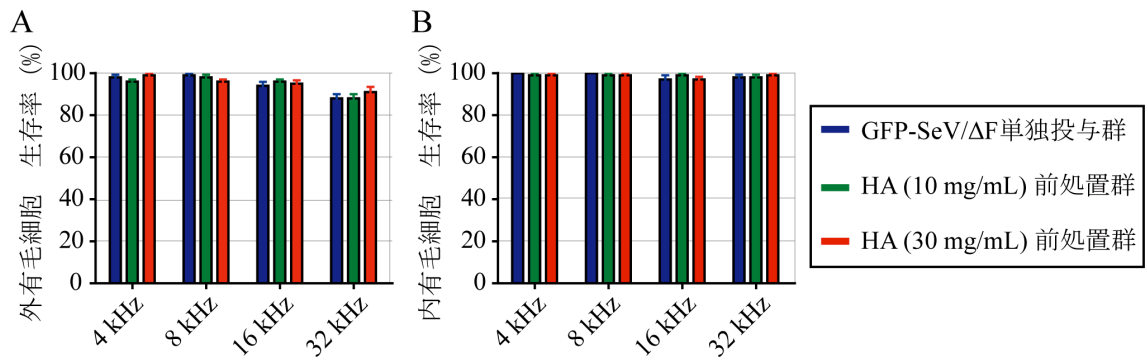 A
外有毛細胞 生存率 (%)
100
80
60
40
20
0
4 kHz
8 kHz
16 kHz
32 kHz
B
内有毛細胞 生存率 (%)
100
80
60
40
20
0
4 kHz
8 kHz
16 kHz
32 kHz
GFP-SeV/ΔF単独投与群
HA (10 mg/mL) 前処置群
HA (30 mg/mL) 前処置群